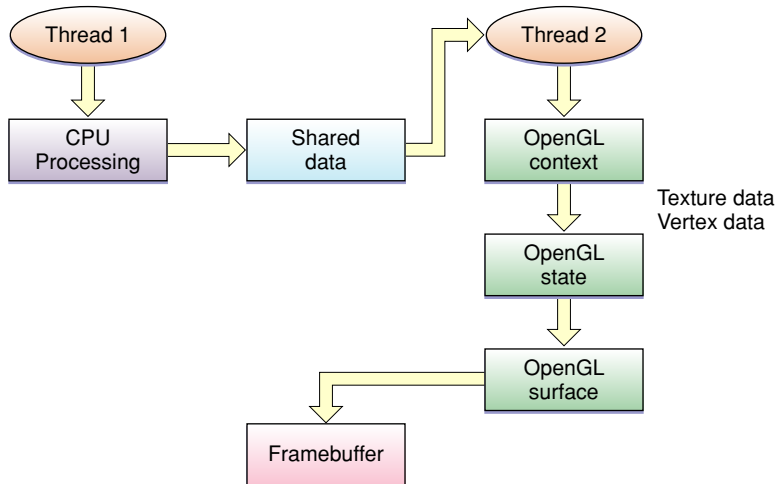 Thread 1
Thread 2
CPU
Processing
Shared
data
OpenGL
context
Texture data
Vertex data
OpenGL
state
OpenGL
surface
Framebuffer